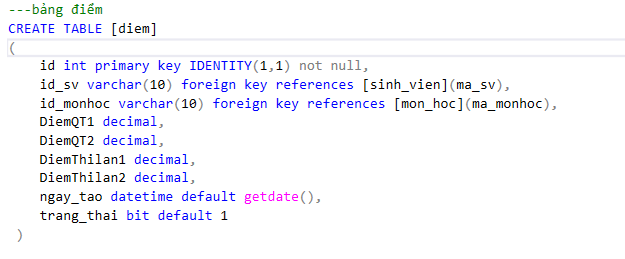 ---bảng điểm
CREATE TABLE [diem]
(
    id int primary key IDENTITY(1,1) not null,
    id_sv varchar(10) foreign key references [sinh_vien](ma_sv),
    id_monhoc varchar(10) foreign key references [mon_hoc](ma_monhoc),
    DiemQT1 decimal,
    DiemQT2 decimal,
    DiemThilan1 decimal,
    DiemThilan2 decimal,
    ngay_tao datetime default getdate(),
    trang_thai bit default 1
 )